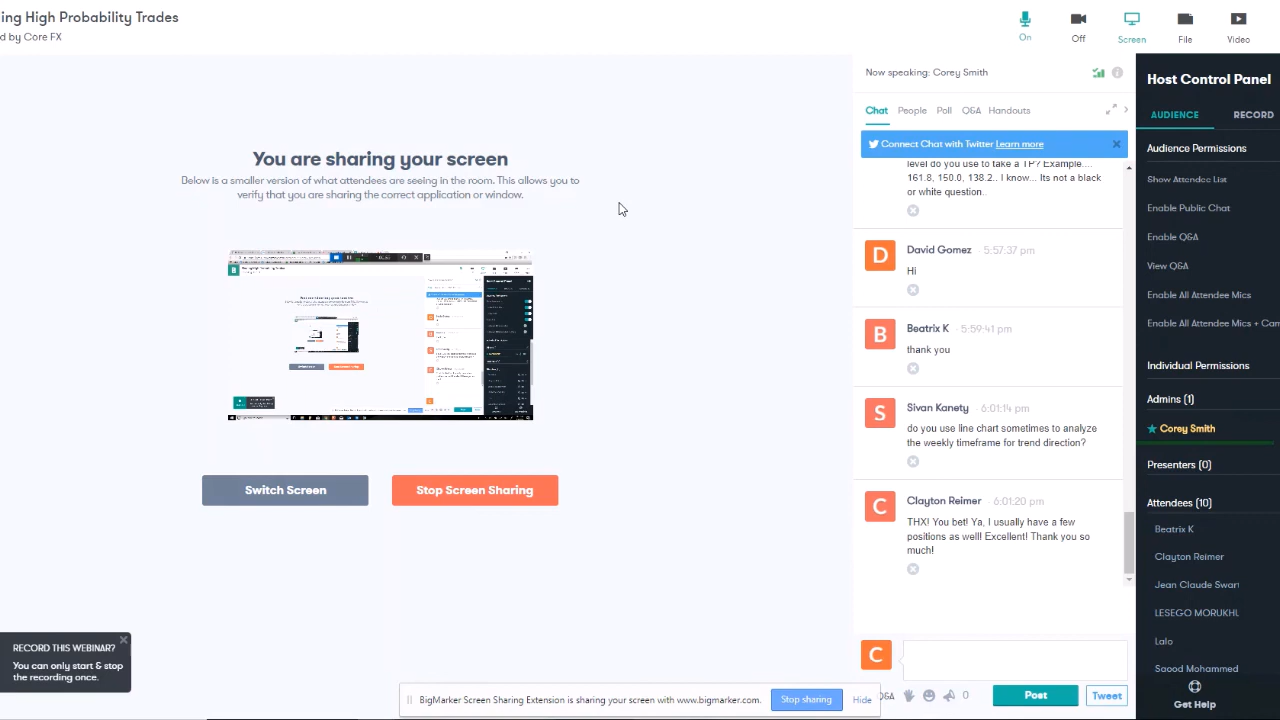 ing High Probability Trades
d by Core FX
On
Off
Screen
File
Video
Now speaking: Corey Smith
Chat
People
Poll
Q&A
Handouts
Connect Chat with Twitter Learn more
level do you use to take a TP? Example....
161.8, 150.0, 138.2.. I know... Its not a black
or white question..
D
David Gomez · 5:57:37 pm
Hi
B
Beatrix K · 5:59:41 pm
thank you
S
Sivan Kanety · 6:01:14 pm
do you use line chart sometimes to analyze
the weekly timeframe for trend direction?
C
Clayton Reimer · 6:01:20 pm
THX! You bet! Ya, I usually have a few
positions as well! Excellent! Thank you so
much!
C
Q&A
0
Post
Tweet
Host Control Panel
AUDIENCE
RECORD
Audience Permissions
Show Attendee List
Enable Public Chat
Enable Q&A
View Q&A
Enable All Attendee Mics
Enable All Attendee Mics + Cam
Individual Permissions
Admins (1)
Corey Smith
Presenters (0)
Attendees (10)
Beatrix K
Clayton Reimer
Jean Claude Swart
LESEGO MORUKHL
Lalo
Saood Mohammed
Get Help
You are sharing your screen
Below is a smaller version of what attendees are seeing in the room. This allows you to
verify that you are sharing the correct application or window.
Switch Screen
Stop Screen Sharing
RECORD THIS WEBINAR?
You can only start & stop
the recording once.
BigMarker Screen Sharing Extension is sharing your screen with www.bigmarker.com.
Stop sharing
Hide